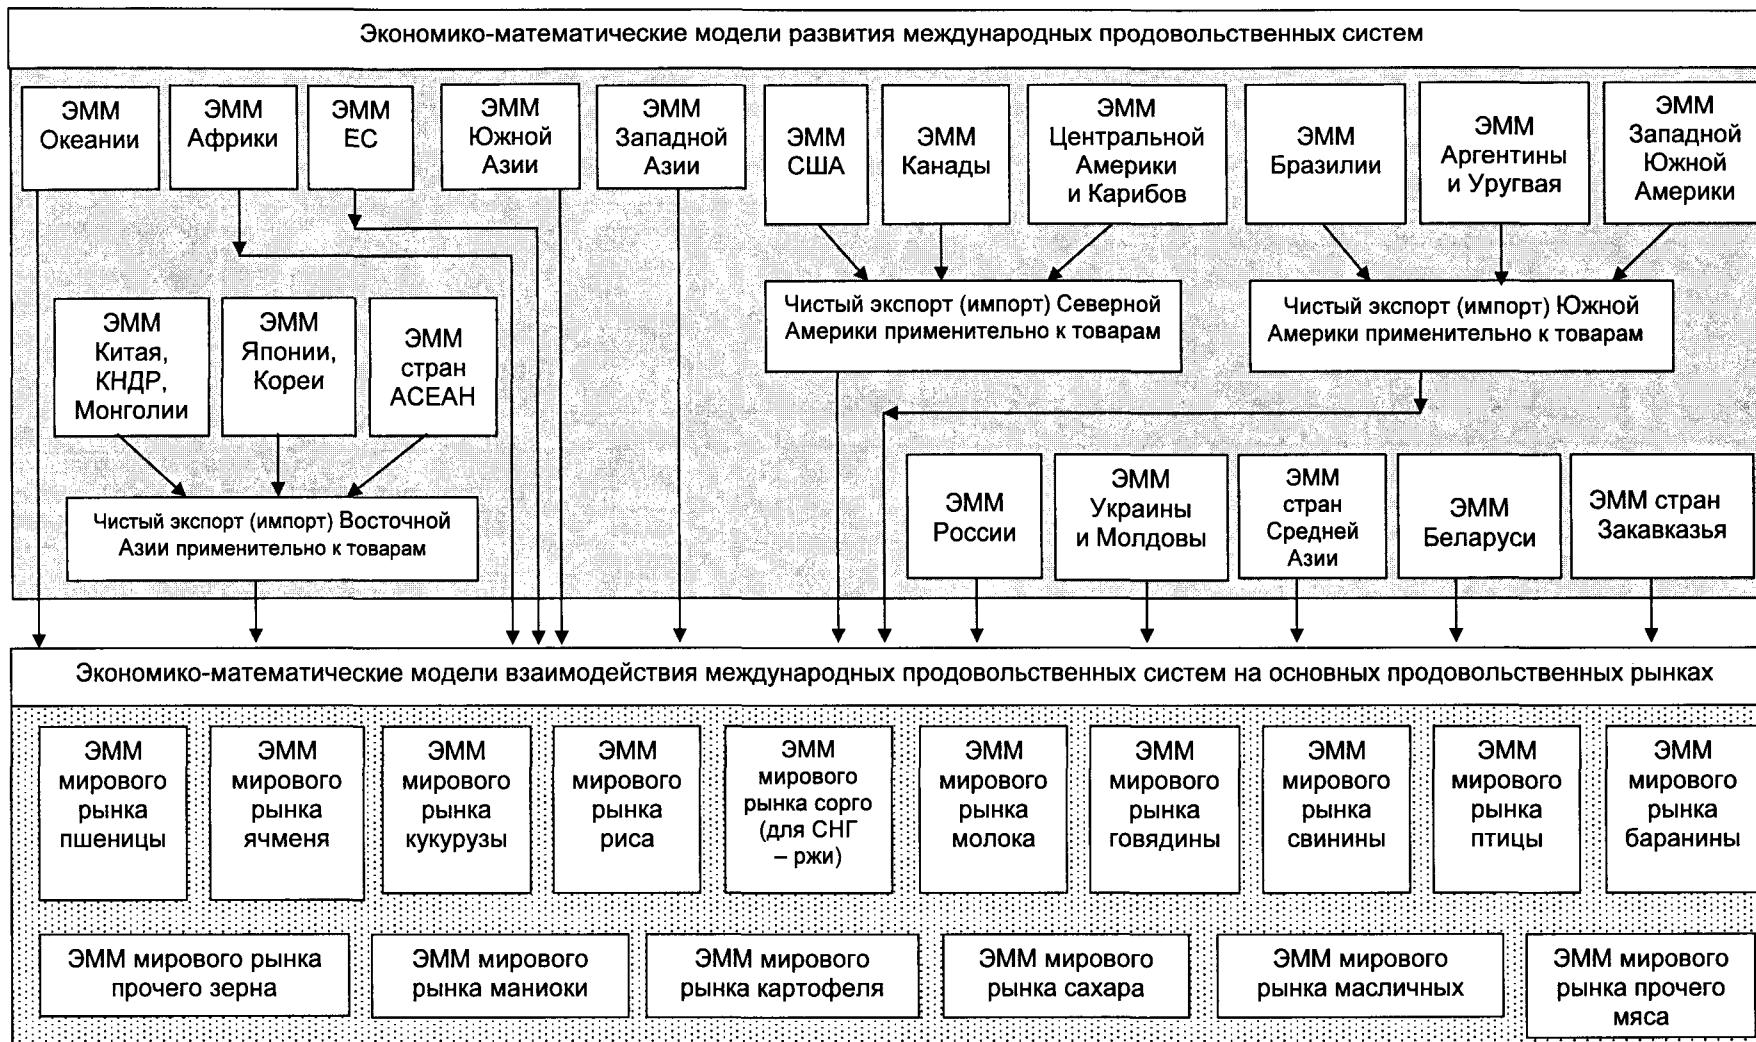 Экономико-математические модели развития международных продовольственных систем
ЭММ
Океании
ЭММ
Африки
ЭММ
ЕС
ЭММ
Южной
Азии
ЭММ
Западной
Азии
ЭММ
США
ЭММ
Канады
ЭММ
Центральной
Америки
и Карибов
ЭММ
Бразилии
ЭММ
Аргентины
и Уругвая
ЭММ
Западной
Южной
Америки
Чистый экспорт (импорт) Северной
Америки применительно к товарам
Чистый экспорт (импорт) Южной
Америки применительно к товарам
ЭММ
Китая,
КНДР,
Монголии
ЭММ
Японии,
Кореи
ЭММ
стран
АСЕАН
Чистый экспорт (импорт) Восточной
Азии применительно к товарам
ЭММ
России
ЭММ
Украины
и Молдовы
ЭММ
стран
Средней
Азии
ЭММ
Беларуси
ЭММ стран
Закавказья
Экономико-математические модели взаимодействия международных продовольственных систем на основных продовольственных рынках
ЭММ
мирового
рынка
пшеницы
ЭММ
мирового
рынка
ячменя
ЭММ
мирового
рынка
кукурузы
ЭММ
мирового
рынка
риса
ЭММ
мирового
рынка сорго
(для СНГ
– ржи)
ЭММ
мирового
рынка
молока
ЭММ
мирового
рынка
говядины
ЭММ
мирового
рынка
свинины
ЭММ
мирового
рынка
птицы
ЭММ
мирового
рынка
баранины
ЭММ мирового рынка
прочего зерна
ЭММ мирового
рынка маниоки
ЭММ мирового
рынка картофеля
ЭММ мирового
рынка сахара
ЭММ мирового
рынка масличных
ЭММ мирового
рынка прочего
мяса